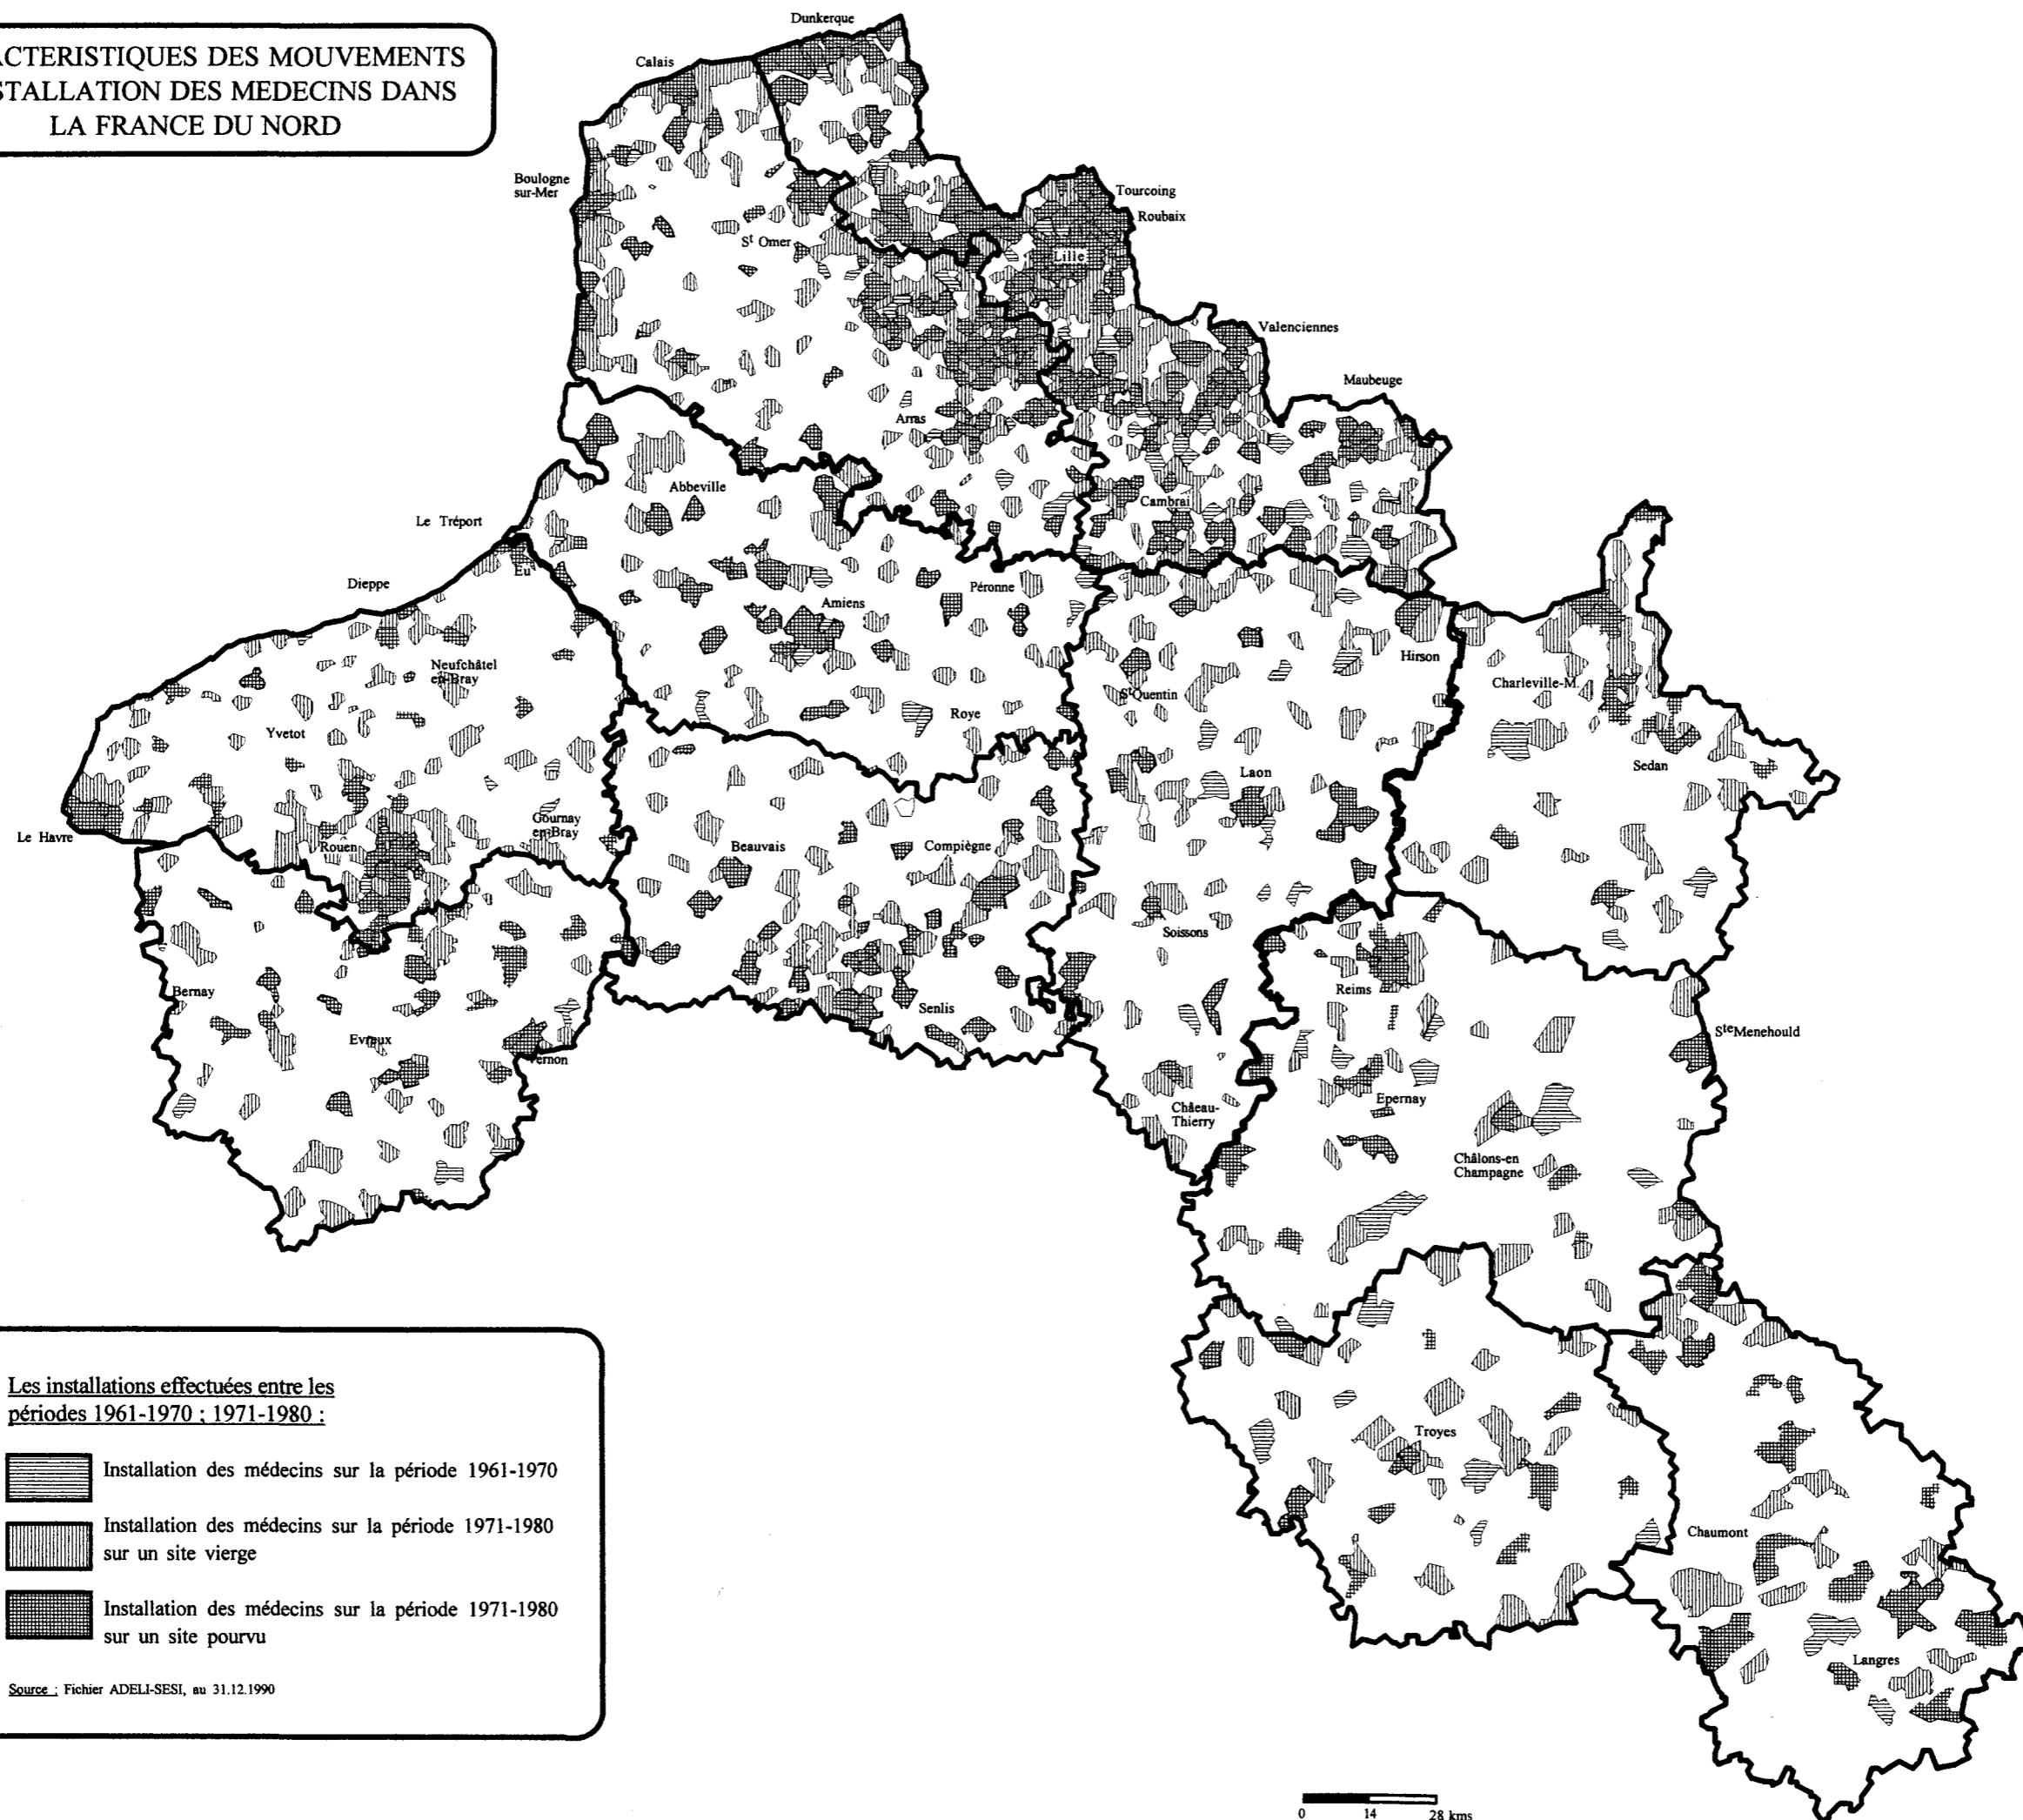 ACTERISTIQUES DES MOUVEMENTS
STALLATION DES MEDECINS DANS
LA FRANCE DU NORD
Dunkerque
Calais
Boulogne
sur-Mer
Tourcoing
Roubaix
St Omer
Lille
Valenciennes
Maubeuge
Arras
Abbeville
Cambrai
Le Tréport
Eu
Dieppe
Péronne
Amiens
Hirson
Neufchâtel
en-Bray
Charleville-M.
St Quentin
Roye
Yvetot
Sedan
Laon
Gournay
en-Bray
Le Havre
Rouen
Beauvais
Compiègne
Soissons
Reims
Bernay
Senlis
Ste Menehould
Evreux
Vernon
Epernay
Châeau-
Thierry
Châlons-en
Champagne
Troyes
Chaumont
Langres
Les installations effectuées entre les
périodes 1961-1970 ; 1971-1980 :
Installation des médecins sur la période 1961-1970
Installation des médecins sur la période 1971-1980
sur un site vierge
Installation des médecins sur la période 1971-1980
sur un site pourvu
Source : Fichier ADELI-SESI, au 31.12.1990
0 14 28 kms